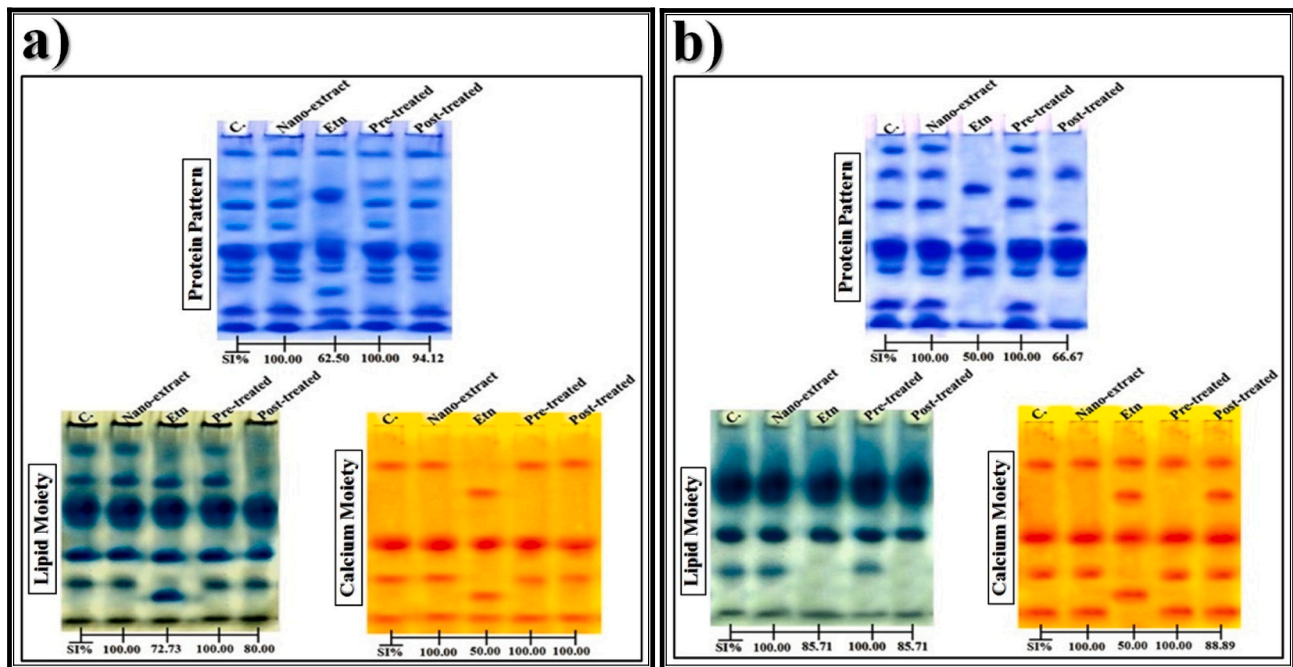 a)
C. Nano-extract Etn Pre-treated Post-treated
Protein Pattern
SI% 100.00 62.50 100.00 94.12
C. Nano-extract Etn Pre-treated Post-treated
Lipid Moiety
SI% 100.00 72.73 100.00 80.00
C. Nano-extract Etn Pre-treated Post-treated
Calcium Moiety
SI% 100.00 50.00 100.00 100.00
b)
C. Nano-extract Etn Pre-treated Post-treated
Protein Pattern
SI% 100.00 50.00 100.00 66.67
C. Nano-extract Etn Pre-treated Post-treated
Lipid Moiety
SI% 100.00 85.71 100.00 85.71
C. Nano-extract Etn Pre-treated Post-treated
Calcium Moiety
SI% 100.00 50.00 100.00 88.89